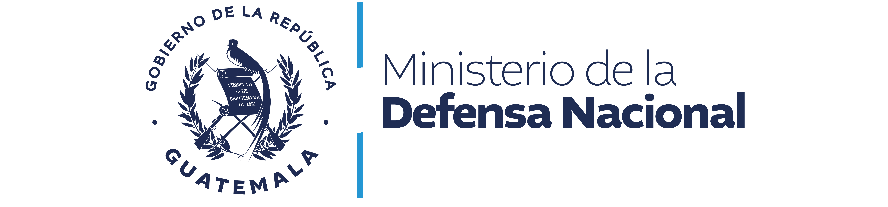 GOBIERNO DE LA REPÚBLICA
GUATEMALA
Ministerio de la
Defensa Nacional